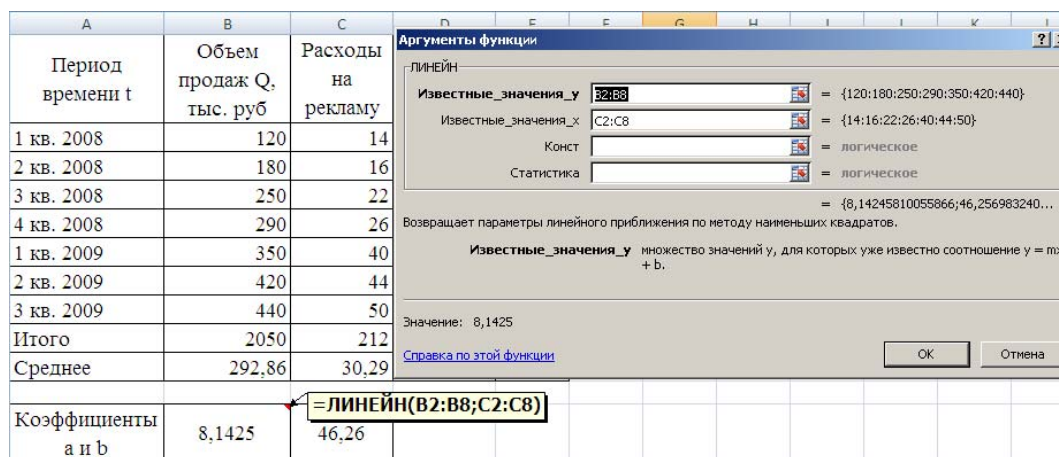 A B C D E F G H I J K
Период времени t Объем продаж Q, тыс. руб Расходы на рекламу
1 кв. 2008 120 14
2 кв. 2008 180 16
3 кв. 2008 250 22
4 кв. 2008 290 26
1 кв. 2009 350 40
2 кв. 2009 420 44
3 кв. 2009 440 50
Итого 2050 212
Среднее 292,86 30,29
Коэффициенты а и b 8,1425 46,26
=ЛИНЕЙН(B2:B8;C2:C8)
Аргументы функции
ЛИНЕЙН
Известные_значения_y B2:B8 = {120:180:250:290:350:420:440}
Известные_значения_x C2:C8 = {14:16:22:26:40:44:50}
Конст = логическое
Статистика = логическое
= {8,14245810055866;46,256983240...
Возвращает параметры линейного приближения по методу наименьших квадратов.
Известные_значения_y множество значений y, для которых уже известно соотношение y = mx
+ b.
Значение: 8,1425
Справка по этой функции
OK Отмена